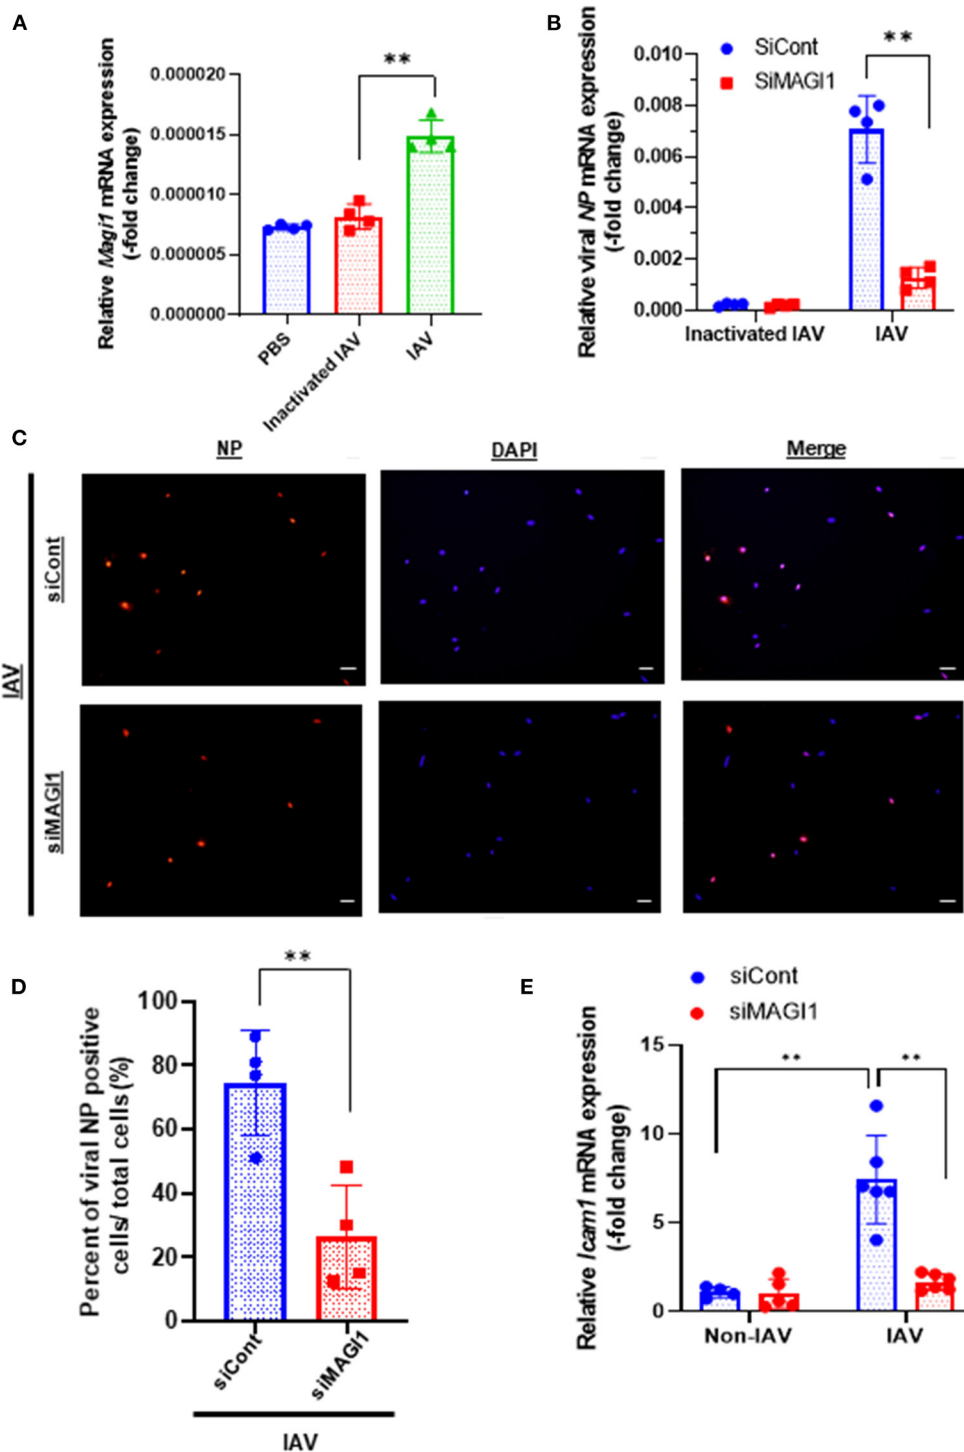 A
Relative Magi1 mRNA expression
(-fold change)
0.000020
0.000015
0.000010
0.000005
0.000000
**
PBS
Inactivated IAV
IAV
B
Relative viral NP mRNA expression
(-fold change)
0.010
0.008
0.006
0.004
0.002
0.000
SiCont
SiMAGI1
**
Inactivated IAV
IAV
C
NP
DAPI
Merge
IAV
siCont
siMAGI1
D
Percent of viral NP positive
cells/ total cells (%)
100
80
60
40
20
0
**
siCont
siMAGI1
IAV
E
siCont
siMAGI1
Relative Icam1 mRNA expression
(-fold change)
15
10
5
0
**
**
Non-IAV
IAV